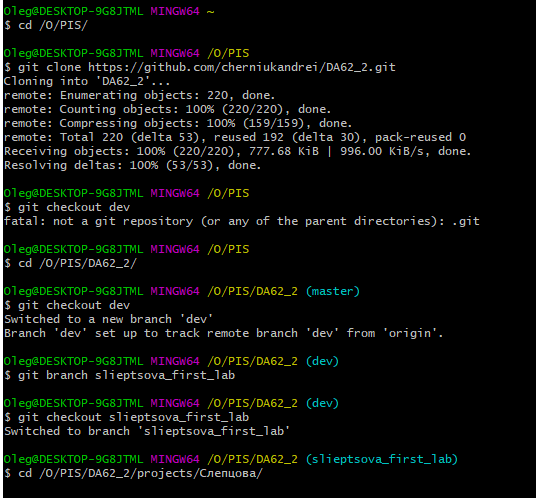 Oleg@DESKTOP-9G8JTML MINGW64 ~
$ cd /O/PIS/
Oleg@DESKTOP-9G8JTML MINGW64 /O/PIS
$ git clone https://github.com/cherniukandrei/DA62_2.git
Cloning into 'DA62_2'...
remote: Enumerating objects: 220, done.
remote: Counting objects: 100% (220/220), done.
remote: Compressing objects: 100% (159/159), done.
remote: Total 220 (delta 53), reused 192 (delta 30), pack-reused 0
Receiving objects: 100% (220/220), 777.68 KiB | 996.00 KiB/s, done.
Resolving deltas: 100% (53/53), done.
Oleg@DESKTOP-9G8JTML MINGW64 /O/PIS
$ git checkout dev
fatal: not a git repository (or any of the parent directories): .git
Oleg@DESKTOP-9G8JTML MINGW64 /O/PIS
$ cd /O/PIS/DA62_2/
Oleg@DESKTOP-9G8JTML MINGW64 /O/PIS/DA62_2 (master)
$ git checkout dev
Switched to a new branch 'dev'
Branch 'dev' set up to track remote branch 'dev' from 'origin'.
Oleg@DESKTOP-9G8JTML MINGW64 /O/PIS/DA62_2 (dev)
$ git branch slieptsova_first_lab
Oleg@DESKTOP-9G8JTML MINGW64 /O/PIS/DA62_2 (dev)
$ git checkout slieptsova_first_lab
Switched to branch 'slieptsova_first_lab'
Oleg@DESKTOP-9G8JTML MINGW64 /O/PIS/DA62_2 (slieptsova_first_lab)
$ cd /O/PIS/DA62_2/projects/Слепцова/